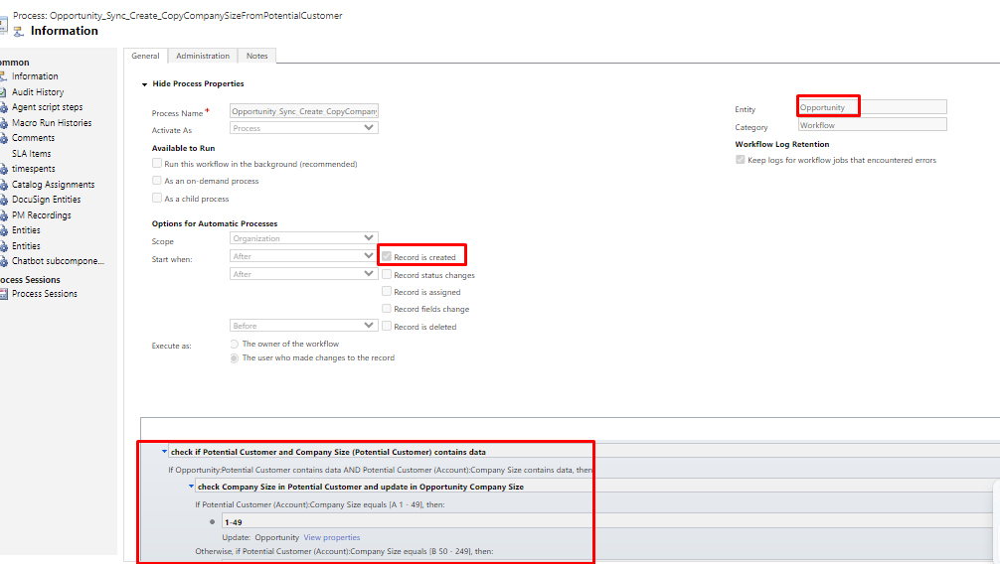 Process: Opportunity_Sync_Create_CopyCompanySizeFromPotentialCustomer
Information
ommon
Information
Audit History
Agent script steps
Macro Run Histories
Comments
SLA Items
timespents
Catalog Assignments
DocuSign Entities
PM Recordings
Entities
Entities
Chatbot subcompone...
ocess Sessions
Process Sessions
General Administration Notes
Hide Process Properties
Process Name * Opportunity_Sync_Create_CopyCompany
Activate As Process
Available to Run
Run this workflow in the background (recommended)
As an on-demand process
As a child process
Entity Opportunity
Category Workflow
Workflow Log Retention
Keep logs for workflow jobs that encountered errors
Options for Automatic Processes
Scope Organization
Start when: After Record is created
After Record status changes
Record is assigned
Record fields change
Before Record is deleted
Execute as: The owner of the workflow
The user who made changes to the record
check if Potential Customer and Company Size (Potential Customer) contains data
If Opportunity:Potential Customer contains data AND Potential Customer (Account):Company Size contains data, then
check Company Size in Potential Customer and update in Opportunity Company Size
If Potential Customer (Account):Company Size equals [A 1 - 49], then:
1-49
Update: Opportunity View properties
Otherwise, if Potential Customer (Account):Company Size equals [B 50 - 249], then: